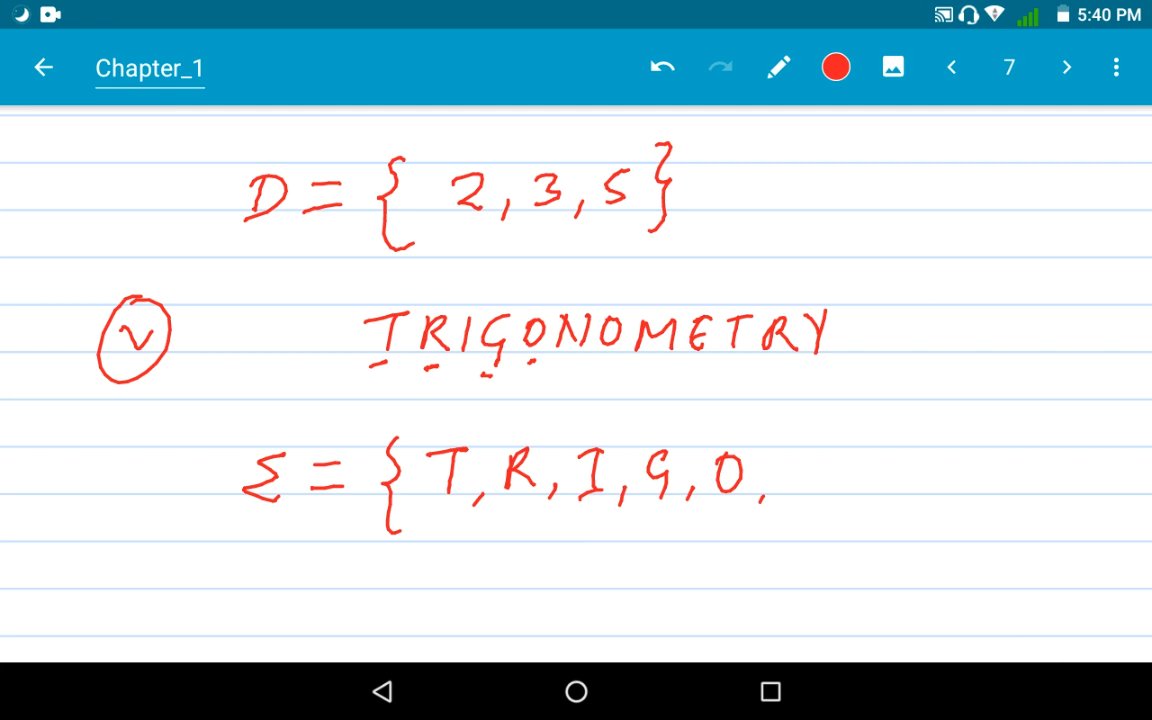 5:40 PM
Chapter_1
7
D = { 2, 3, 5 }
V TRIGONOMETRY
Σ = { T, R, I, G, O,